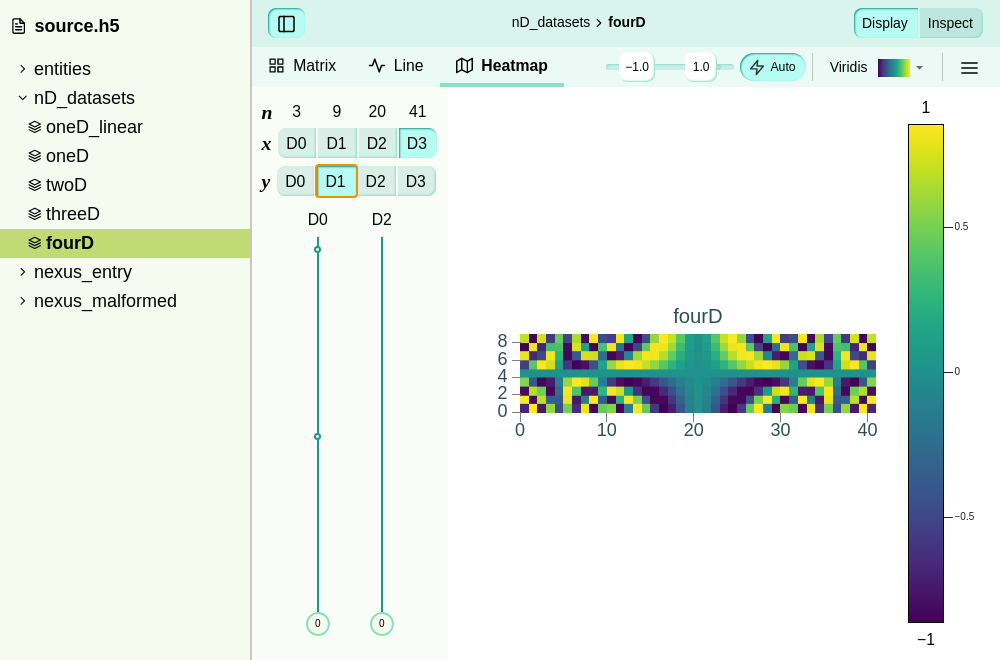 source.h5
nD_datasets › fourD
Display Inspect
entities
nD_datasets
oneD_linear
oneD
twoD
threeD
fourD
nexus_entry
nexus_malformed
Matrix Line Heatmap −1.0 1.0 Auto Viridis
n 3 9 20 41
x D0 D1 D2 D3
y D0 D1 D2 D3
D0 D2
0 0
fourD
8
6
4
2
0
0 10 20 30 40
1
0.5
0
−0.5
−1